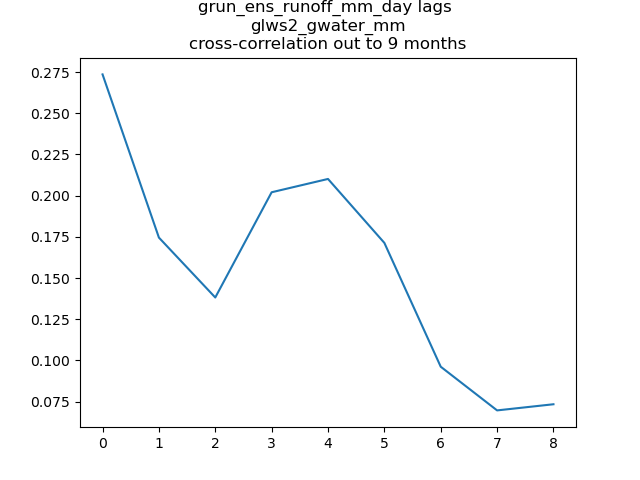 grun_ens_runoff_mm_day lags
glws2_gwater_mm
cross-correlation out to 9 months
0.275
0.250
0.225
0.200
0.175
0.150
0.125
0.100
0.075
0 1 2 3 4 5 6 7 8